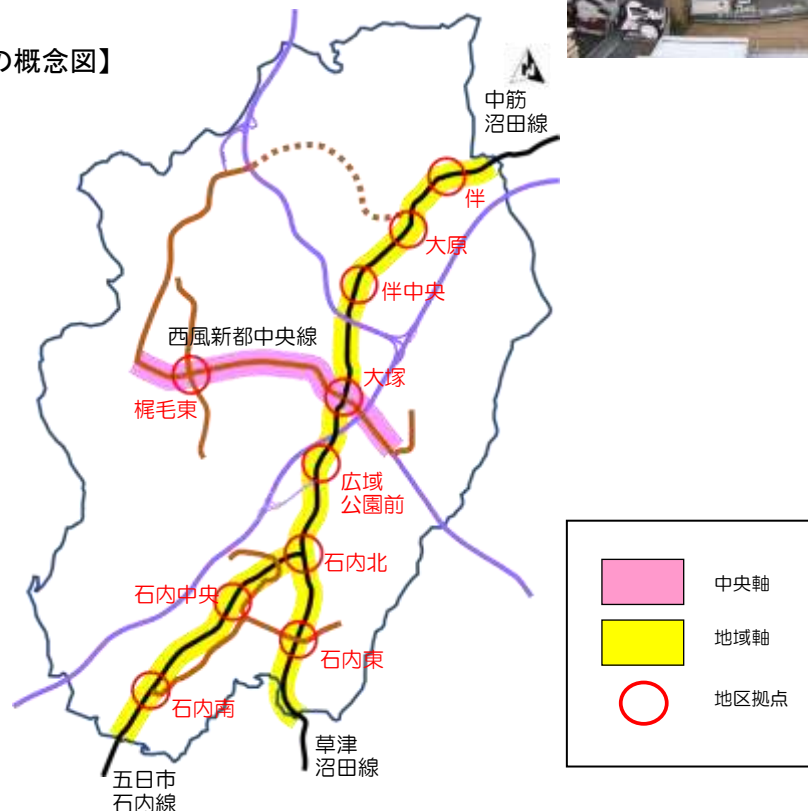 の概念図】
中筋
沼田線
伴
大原
伴中央
西風新都中央線
大塚
梶毛東
広域
公園前
石内北
石内中央
石内東
石内南
草津
沼田線
五日市
石内線
中央軸
地域軸
地区拠点